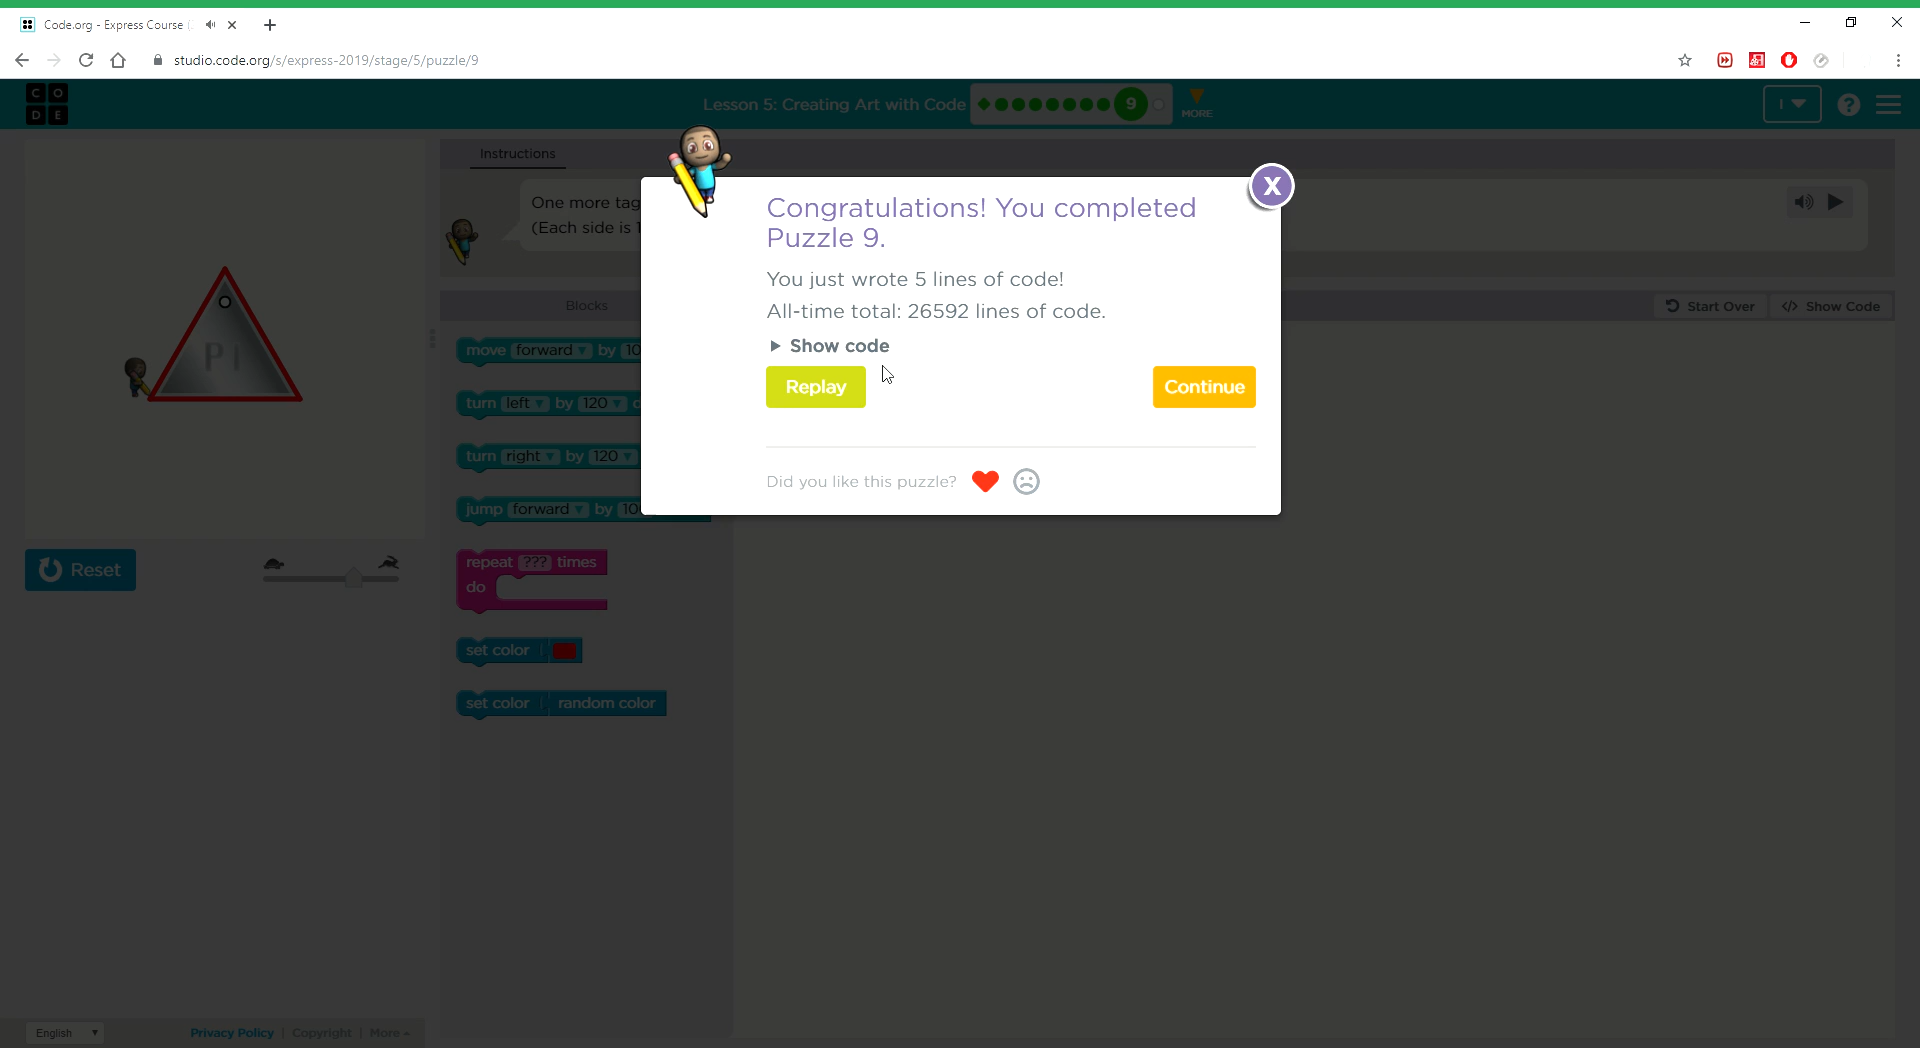 Code.org - Express Course (
studio.code.org/s/express-2019/stage/5/puzzle/9
C O
D E
Lesson 5: Creating Art with Code
9
MORE
I
?
Instructions
One more tag
(Each side is 1
Congratulations! You completed
Puzzle 9.
You just wrote 5 lines of code!
All-time total: 26592 lines of code.
Show code
Replay
Continue
Did you like this puzzle?
X
Pi
Reset
Blocks
Start Over
Show Code
move forward by 10
turn left by 120
turn right by 120
jump forward by 10
repeat ??? times
do
set color
set color random color
English
Privacy Policy | Copyright | More